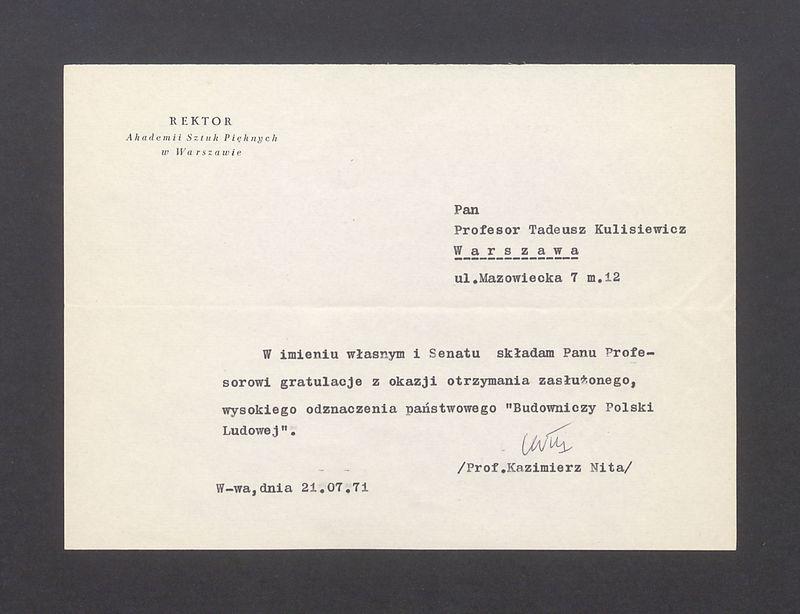 REKTOR
Akademii Sztuk Pięknych
w Warszawie
Pan
Profesor Tadeusz Kulisiewicz
Warszawa
ul.Mazowiecka 7 m.12
W imieniu własnym i Senatu składam Panu Profe-
sorowi gratulacje z okazji otrzymania zasłużonego,
wysokiego odznaczenia państwowego "Budowniczy Polski
Ludowej".
/Prof.Kazimierz Nita/
W-wa,dnia 21.07.71